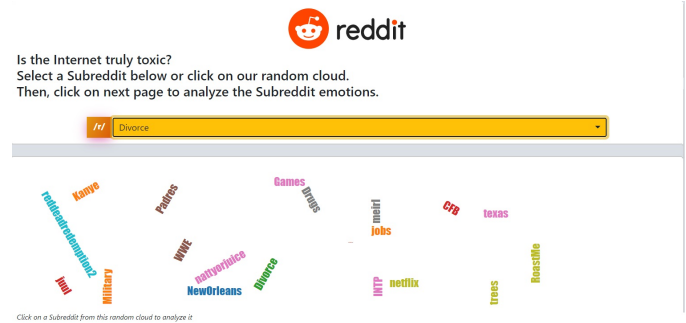 reddit
Is the Internet truly toxic?
Select a Subreddit below or click on our random cloud.
Then, click on next page to analyze the Subreddit emotions.
/r/ Divorce
Kanye
reddeadredemption2
Padres
Games
Drugs
meirl
jobs
CFB
texas
WWE
nattyorjuice
Divorce
NewOrleans
juul
Military
INTP
netflix
trees
RoastMe
Click on a Subreddit from this random cloud to analyze it